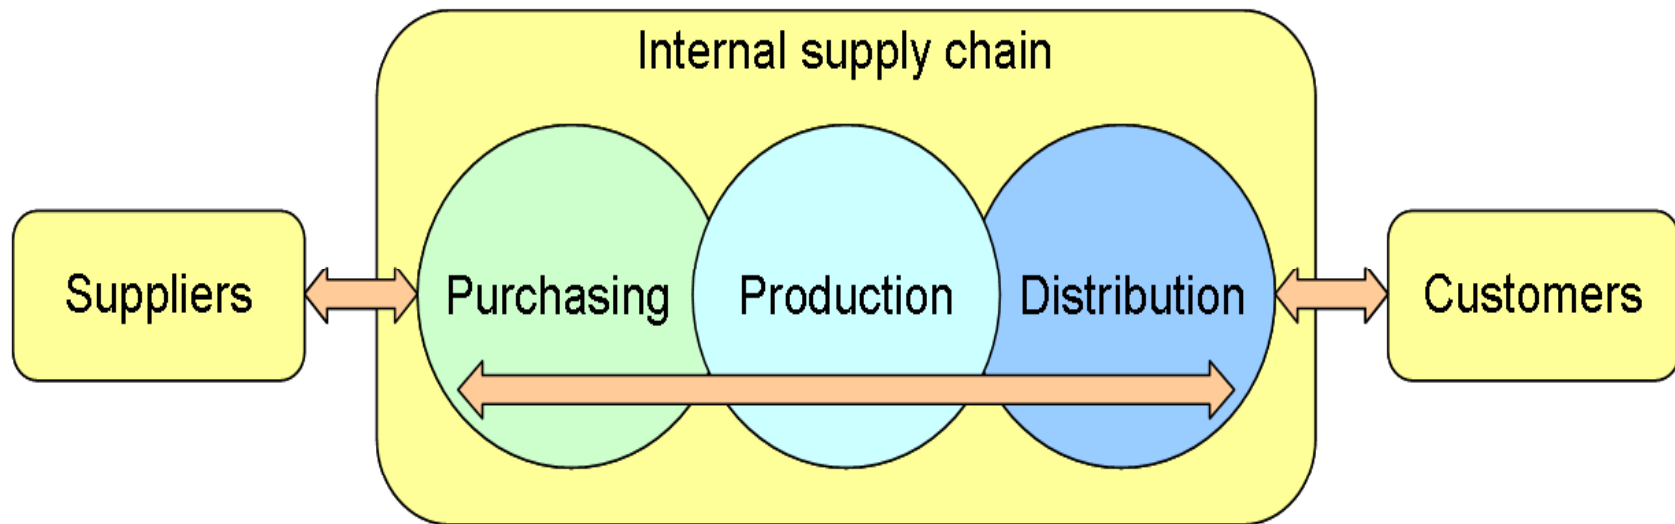 Internal supply chain
Suppliers
Purchasing
Production
Distribution
Customers